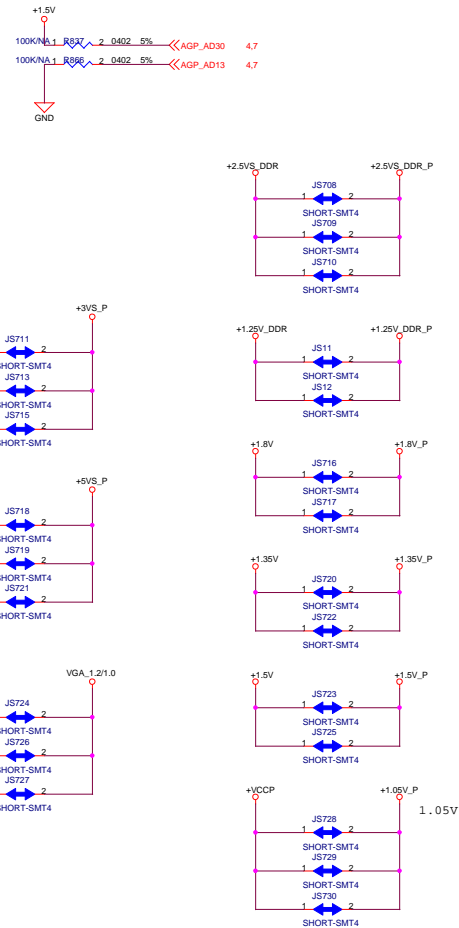 +1.5V
100K/NA 1 R837 2 0402 5% AGP_AD30 4,7
100K/NA 1 R866 2 0402 5% AGP_AD13 4,7
GND
+2.5VS_DDR +2.5VS_DDR_P
JS708
1 2
SHORT-SMT4
JS709
1 2
SHORT-SMT4
JS710
1 2
SHORT-SMT4
+3VS_P
JS711
2
SHORT-SMT4
JS713
2
SHORT-SMT4
JS715
2
SHORT-SMT4
+1.25V_DDR +1.25V_DDR_P
JS11
1 2
SHORT-SMT4
JS12
1 2
SHORT-SMT4
+1.8V +1.8V_P
JS716
1 2
SHORT-SMT4
JS717
1 2
SHORT-SMT4
+5VS_P
JS718
2
SHORT-SMT4
JS719
2
SHORT-SMT4
JS721
2
SHORT-SMT4
+1.35V +1.35V_P
JS720
1 2
SHORT-SMT4
JS722
1 2
SHORT-SMT4
VGA_1.2/1.0
JS724
2
SHORT-SMT4
JS726
2
SHORT-SMT4
JS727
2
SHORT-SMT4
+1.5V +1.5V_P
JS723
1 2
SHORT-SMT4
JS725
1 2
SHORT-SMT4
+VCCP +1.05V_P
1.05V
JS728
1 2
SHORT-SMT4
JS729
1 2
SHORT-SMT4
JS730
1 2
SHORT-SMT4